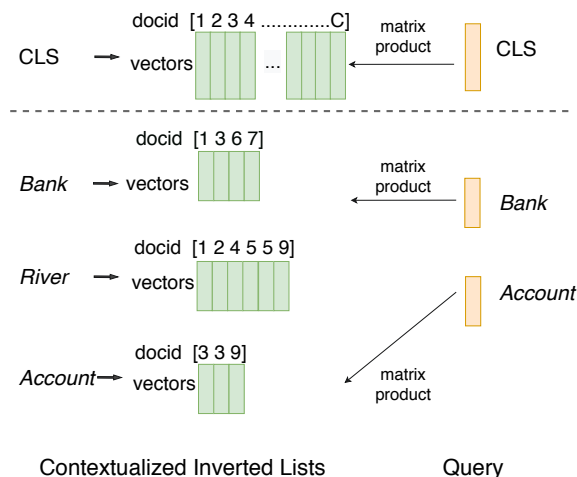 docid [1 2 3 4 .............C]
CLS vectors ... matrix product CLS
docid [1 3 6 7]
Bank vectors matrix product Bank
docid [1 2 4 5 5 9]
River vectors
Account
docid [3 3 9]
Account vectors matrix product
Contextualized Inverted Lists Query